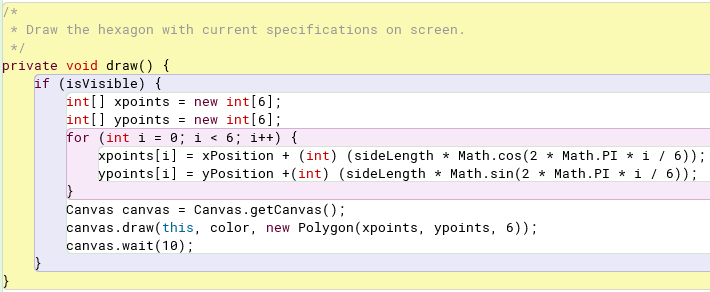 /*
 * Draw the hexagon with current specifications on screen.
 */
private void draw() {
    if (isVisible) {
        int[] xpoints = new int[6];
        int[] ypoints = new int[6];
        for (int i = 0; i < 6; i++) {
            xpoints[i] = xPosition + (int) (sideLength * Math.cos(2 * Math.PI * i / 6));
            ypoints[i] = yPosition +(int) (sideLength * Math.sin(2 * Math.PI * i / 6));
        }
        Canvas canvas = Canvas.getCanvas();
        canvas.draw(this, color, new Polygon(xpoints, ypoints, 6));
        canvas.wait(10);
    }
}